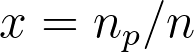 x = n_p/n